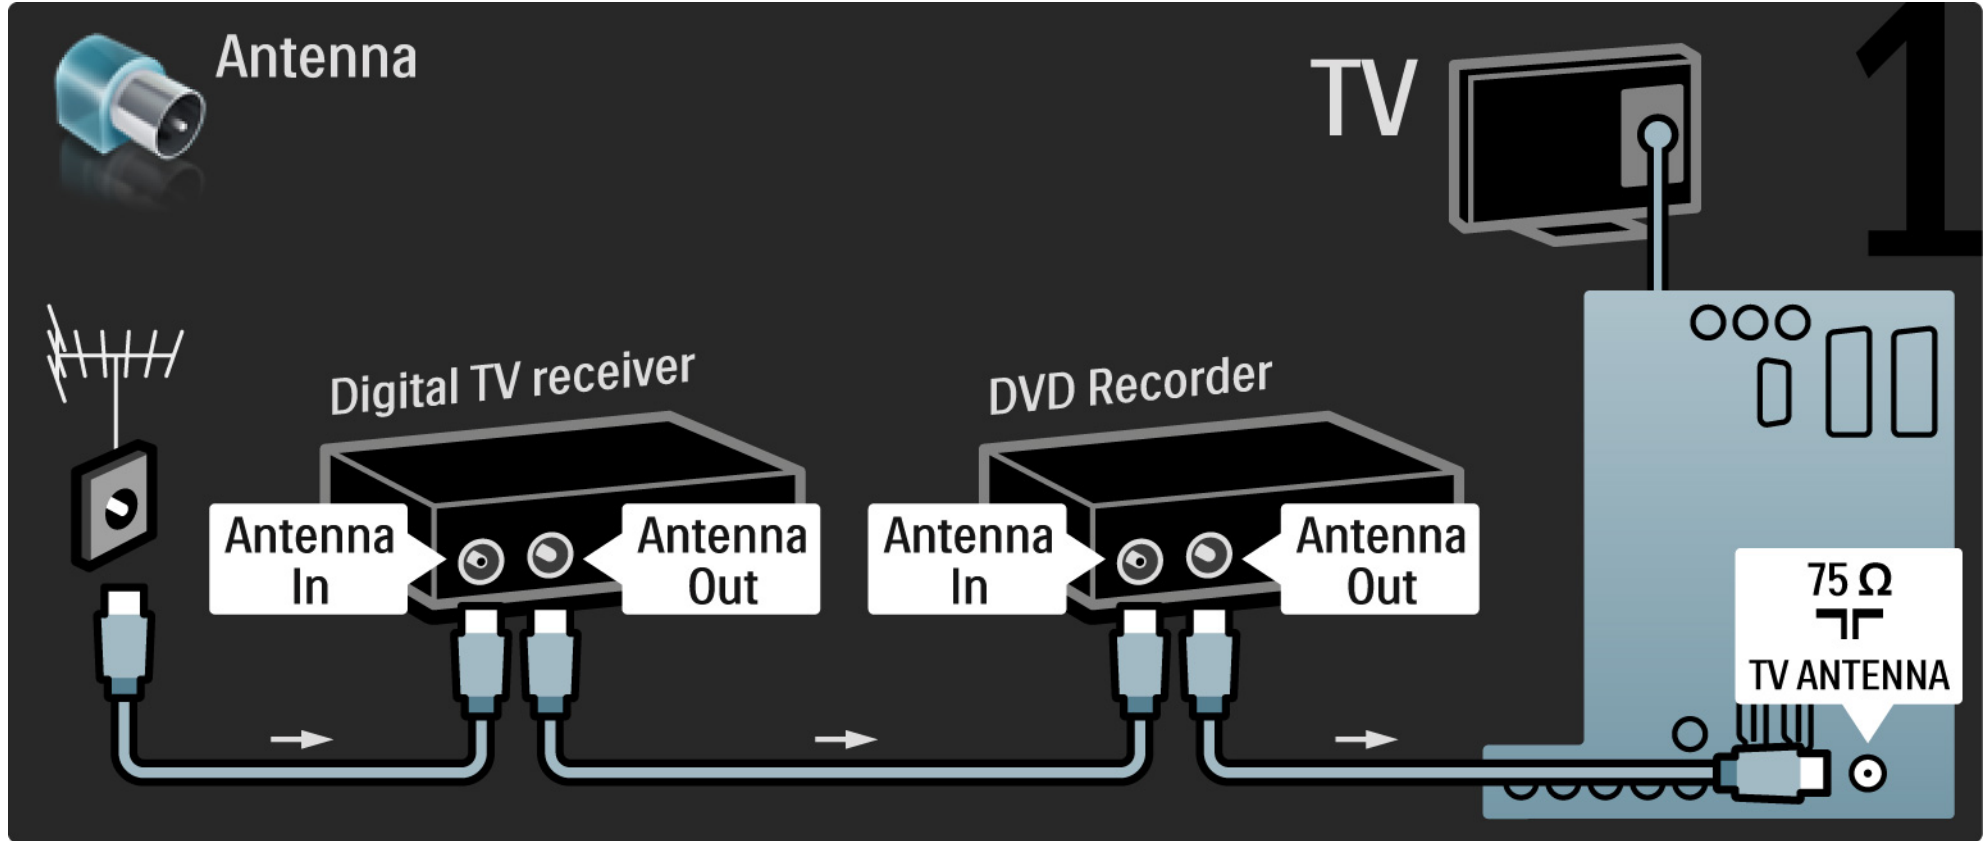 Antenna
TV
1
Digital TV receiver
DVD Recorder
Antenna
In
Antenna
Out
Antenna
In
Antenna
Out
75 Ω
TV ANTENNA